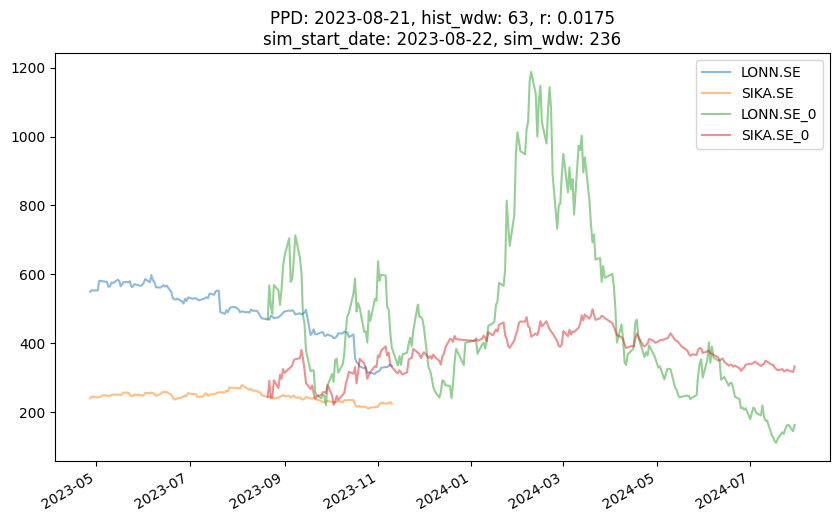 PPD: 2023-08-21, hist_wdw: 63, r: 0.0175
sim_start_date: 2023-08-22, sim_wdw: 236
LONN.SE
SIKA.SE
LONN.SE_0
SIKA.SE_0
1200
1000
800
600
400
200
2023-05
2023-07
2023-09
2023-11
2024-01
2024-03
2024-05
2024-07